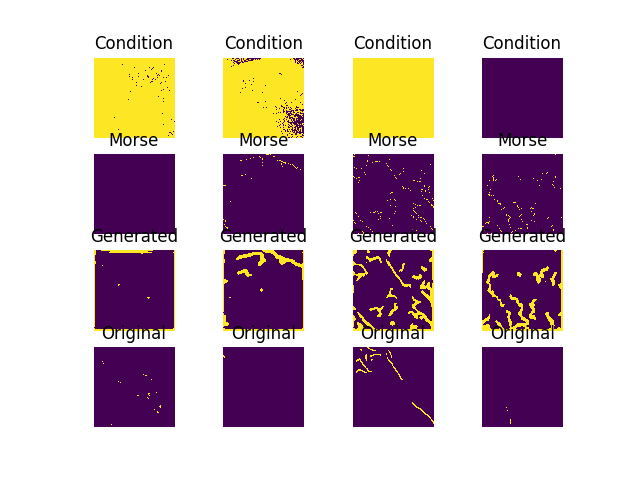 Condition Condition Condition Condition
Morse Morse Morse Morse
Generated Generated Generated Generated
Original Original Original Original